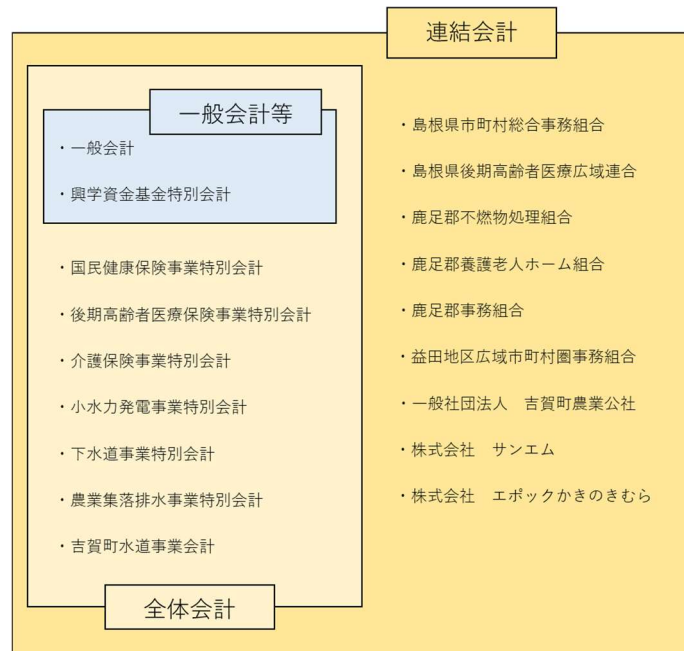 連結会計
一般会計等
・一般会計
・興学資金基金特別会計
・国民健康保険事業特別会計
・後期高齢者医療保険事業特別会計
・介護保険事業特別会計
・小水力発電事業特別会計
・下水道事業特別会計
・農業集落排水事業特別会計
・吉賀町水道事業会計
全体会計
・島根県市町村総合事務組合
・島根県後期高齢者医療広域連合
・鹿足郡不燃物処理組合
・鹿足郡養護老人ホーム組合
・鹿足郡事務組合
・益田地区広域市町村圏事務組合
・一般社団法人　吉賀町農業公社
・株式会社　サンエム
・株式会社　エポックかきのきむら